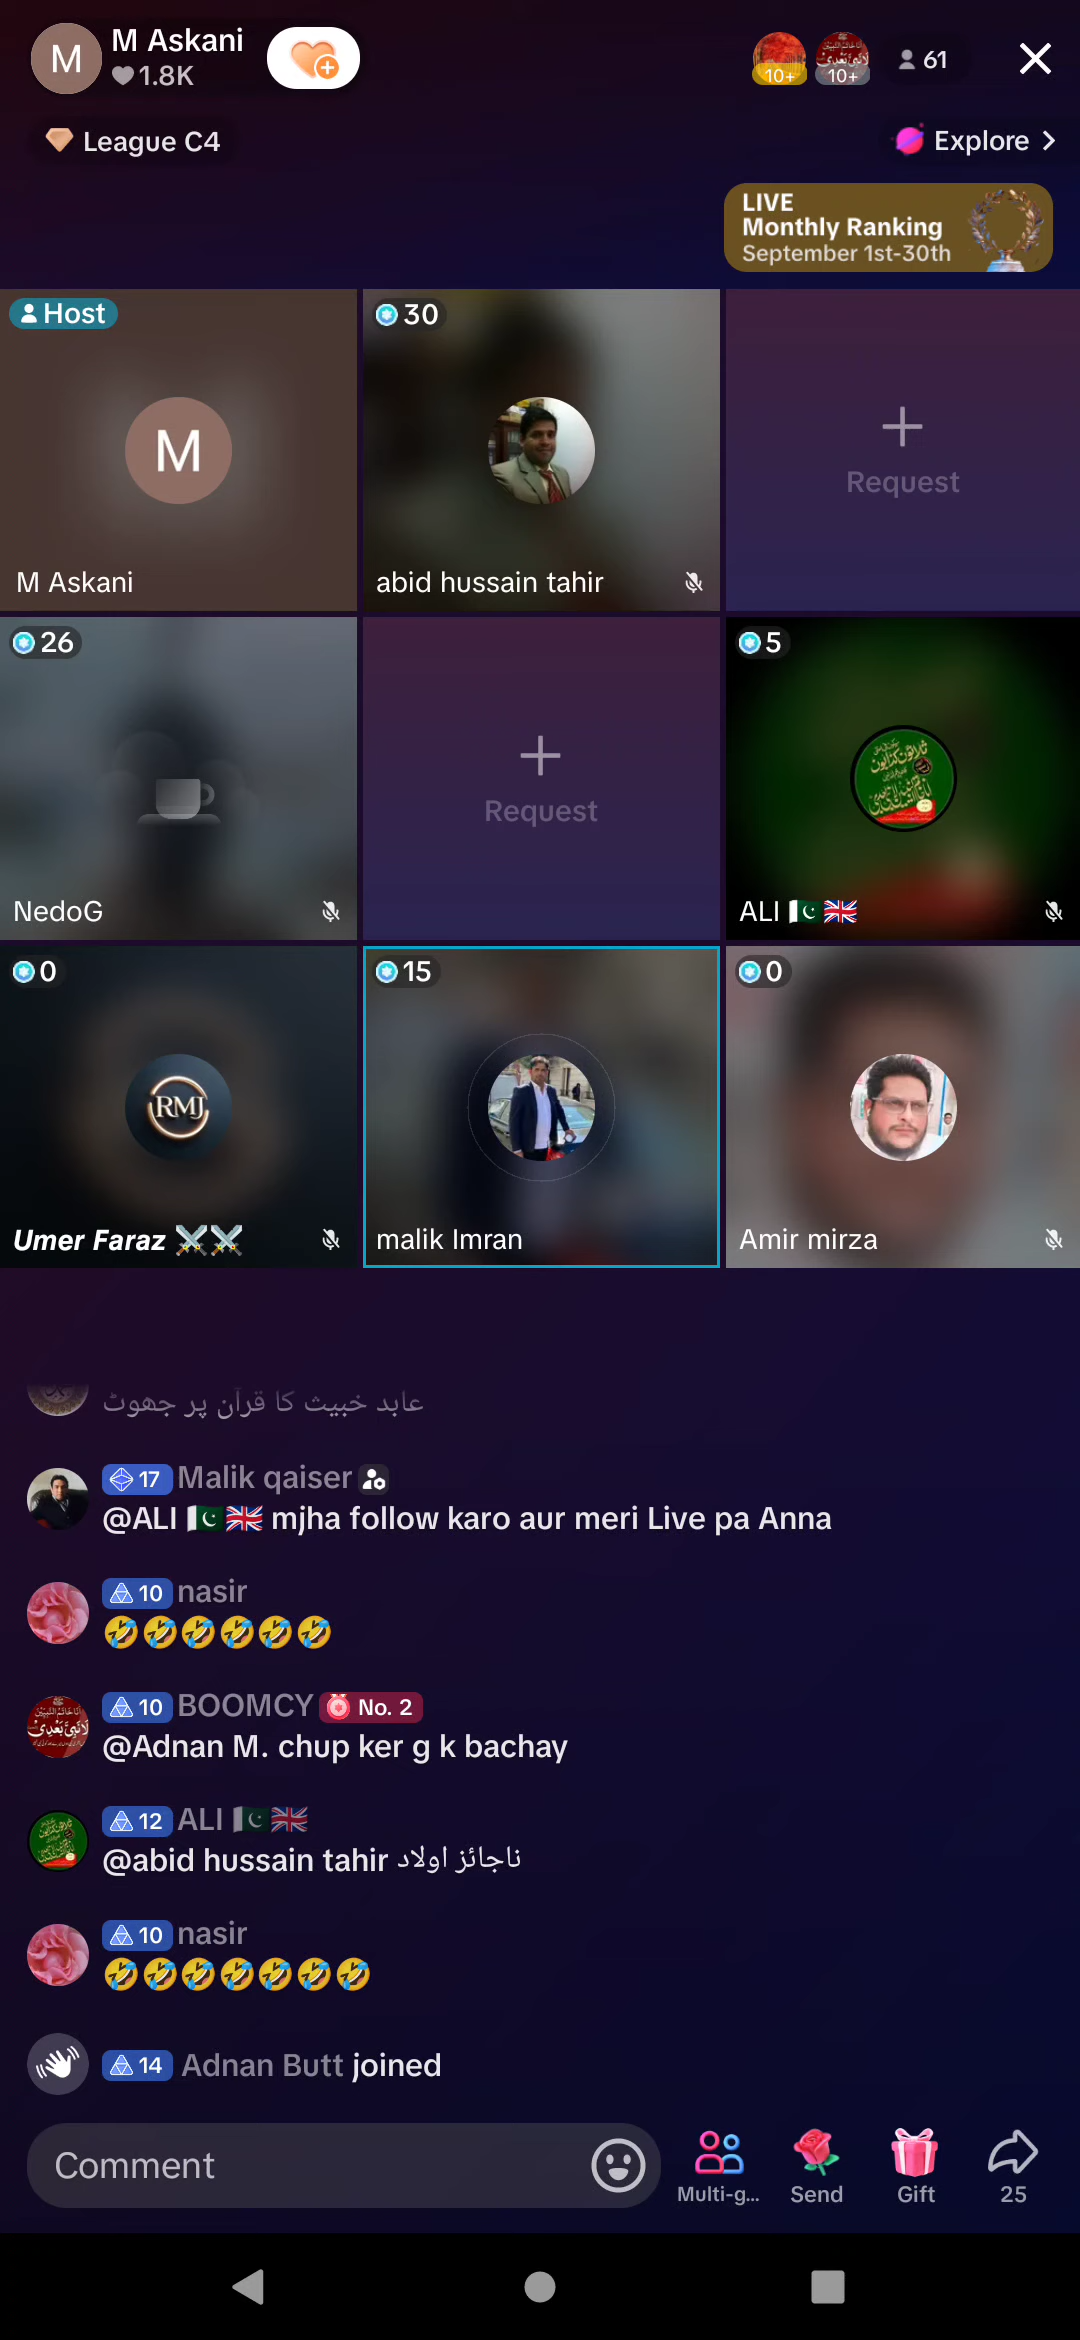 M
M Askani
1.8K
10+
10+
61
League C4
Explore
LIVE
Monthly Ranking
September 1st-30th
Host
M
M Askani
30
abid hussain tahir
Request
26
NedoG
Request
5
ALI 🇵🇰🇬🇧
0
RMJ
Umer Faraz ⚔️⚔️
15
malik Imran
0
Amir mirza
عابد خبیث کا قرآن پر جھوٹ
17 Malik qaiser
@ALI 🇵🇰🇬🇧 mjha follow karo aur meri Live pa Anna
10 nasir
🤣🤣🤣🤣🤣🤣
10 BOOMCY No. 2
@Adnan M. chup ker g k bachay
12 ALI 🇵🇰🇬🇧
@abid hussain tahir ناجائز اولاد
10 nasir
🤣🤣🤣🤣🤣🤣🤣
14 Adnan Butt joined
Comment
Multi-g...
Send
Gift
25